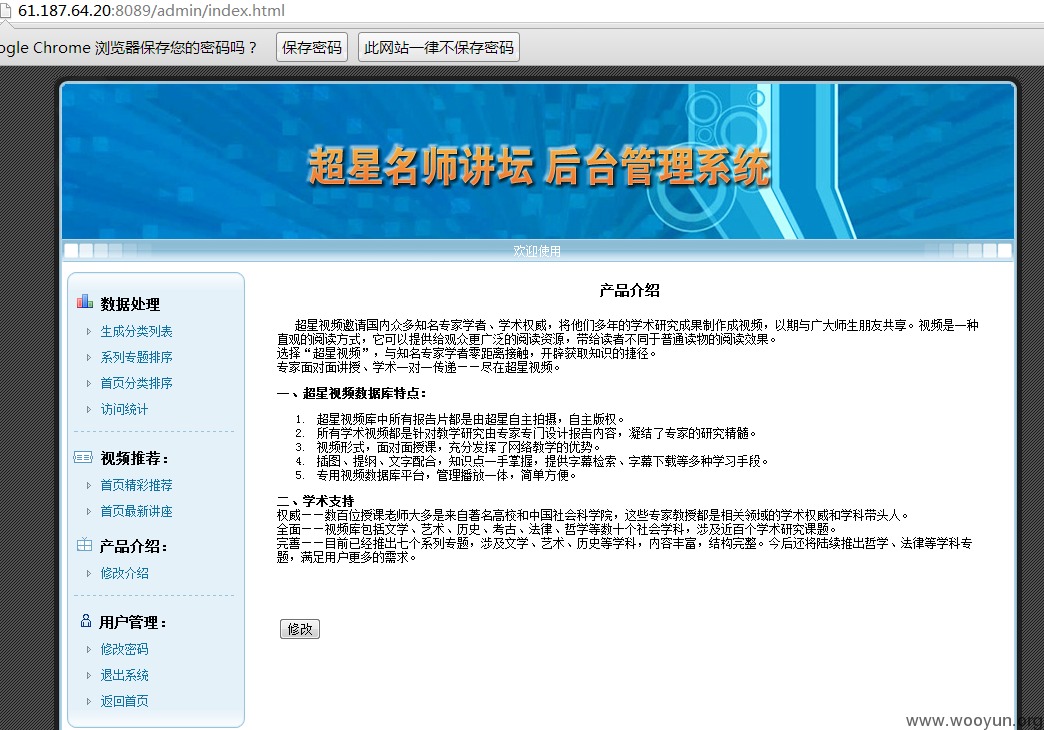 61.187.64.20:8089/admin/index.html
ogle Chrome 浏览器保存您的密码吗？ 保存密码 此网站一律不保存密码
超星名师讲坛 后台管理系统
欢迎使用
数据处理
生成分类列表
系列专题排序
首页分类排序
访问统计
视频推荐：
首页精彩推荐
首页最新讲座
产品介绍：
修改介绍
用户管理：
修改密码
退出系统
返回首页
产品介绍
超星视频邀请国内众多知名专家学者、学术权威，将他们多年的学术研究成果制作成视频，以期与广大师生朋友共享。视频是一种
直观的阅读方式，它可以提供给观众更广泛的阅读资源，带给读者不同于普通读物的阅读效果。
选择“超星视频”，与知名专家学者零距离接触，开辟获取知识的捷径。
专家面对面讲授、学术一对一传递－－尽在超星视频。
一、超星视频数据库特点：
1. 超星视频库中所有报告片都是由超星自主拍摄，自主版权。
2. 所有学术视频都是针对教学研究由专家专门设计报告内容，凝结了专家的研究精髓。
3. 视频形式，面对面授课，充分发挥了网络教学的优势。
4. 插图、提纲、文字配合，知识点一手掌握，提供字幕检索、字幕下载等多种学习手段。
5. 专用视频数据库平台，管理播放一体，简单方便。
二、学术支持
权威－－数百位授课老师大多是来自著名高校和中国社会科学院，这些专家教授都是相关领域的学术权威和学科带头人。
全面－－视频库包括文学、艺术、历史、考古、法律、哲学等数十个社会学科，涉及近百个学术研究课题。
完善－－目前已经推出七个系列专题，涉及文学、艺术、历史等学科，内容丰富，结构完整。今后还将陆续推出哲学、法律等学科专
题，满足用户更多的需求。
修改
www.wooyun.org